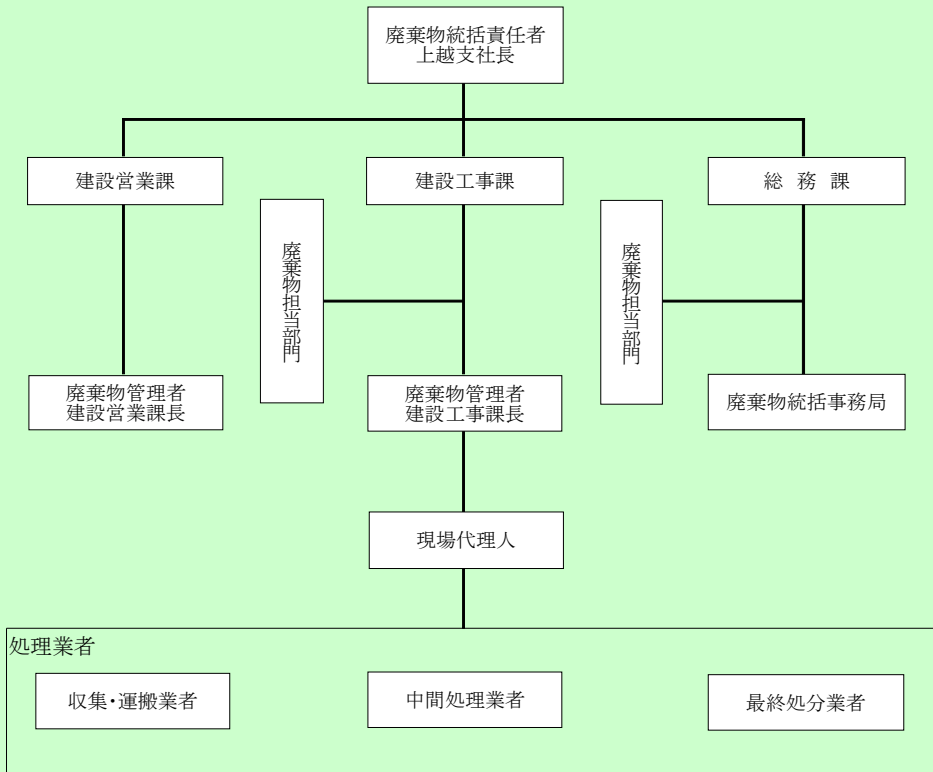 廃棄物統括責任者
上越支社長
建設営業課
建設工事課
総 務 課
廃棄物担当部門
廃棄物担当部門
廃棄物管理者
建設営業課長
廃棄物管理者
建設工事課長
廃棄物統括事務局
現場代理人
処理業者
収集・運搬業者
中間処理業者
最終処分業者